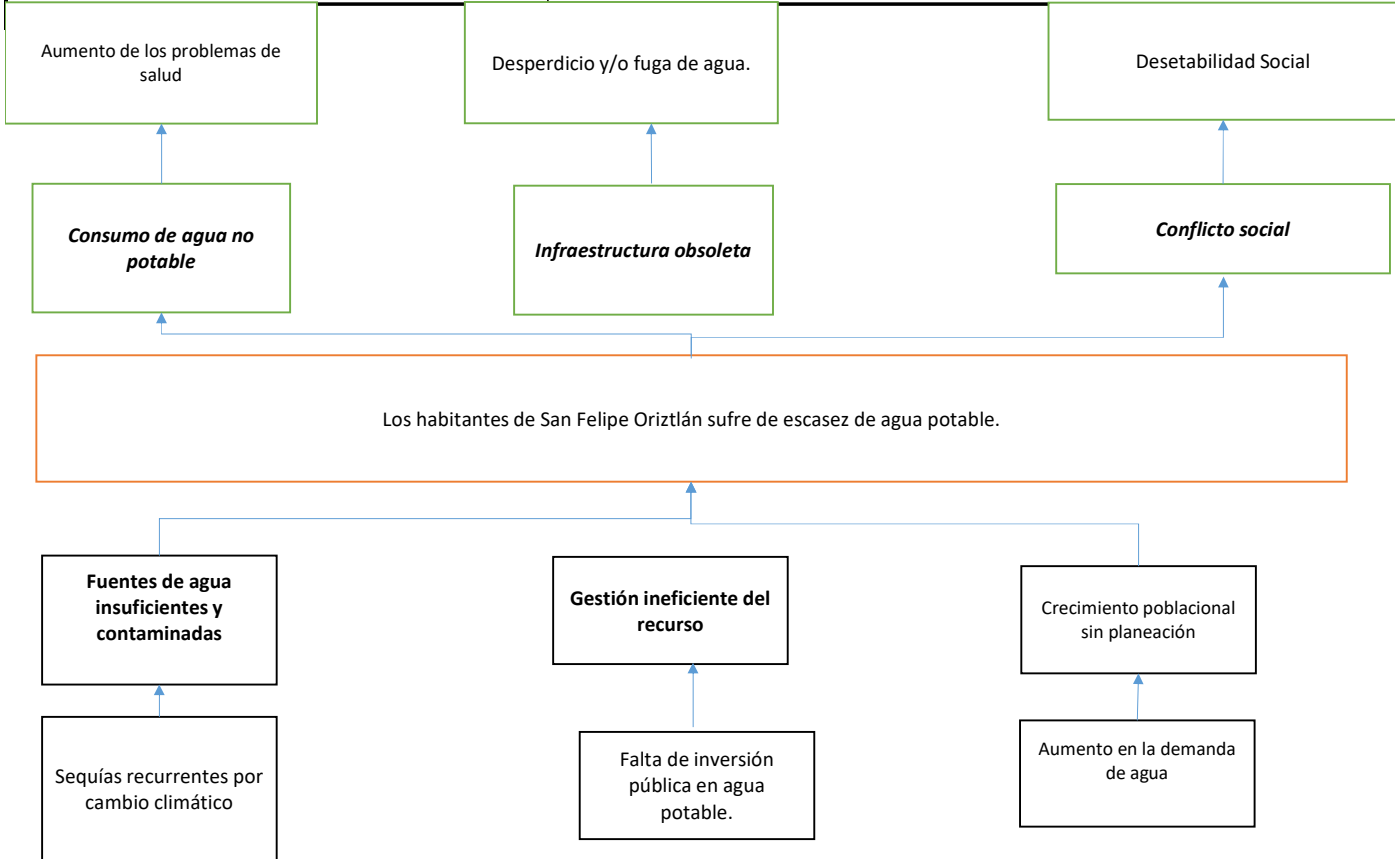 Aumento de los problemas de
salud
Desperdicio y/o fuga de agua.
Desetabilidad Social
Consumo de agua no
potable
Infraestructura obsoleta
Conflicto social
Los habitantes de San Felipe Oriztlán sufre de escasez de agua potable.
Fuentes de agua
insuficientes y
contaminadas
Gestión ineficiente del
recurso
Crecimiento poblacional
sin planeación
Sequías recurrentes por
cambio climático
Falta de inversión
pública en agua
potable.
Aumento en la demanda
de agua